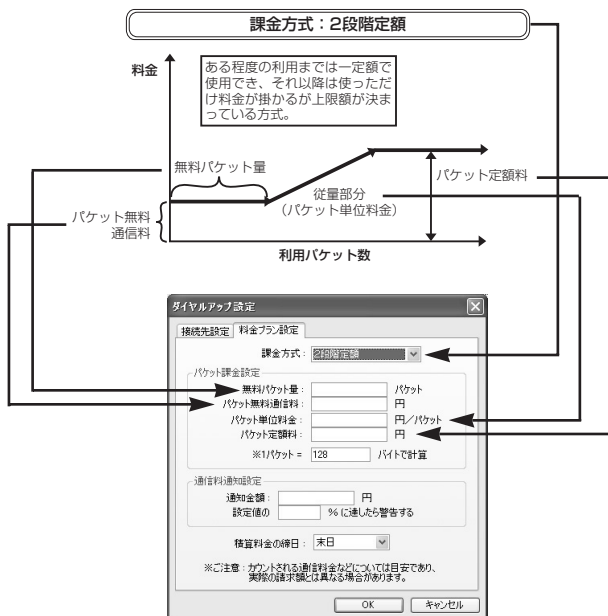 課金方式：2段階定額
料金
ある程度の利用までは一定額で
使用でき、それ以降は使っただ
け料金が掛かるが上限額が決ま
っている方式。
無料パケット量
パケット定額料
従量部分
（パケット単位料金）
パケット無料
通信料
利用パケット数
ダイヤルアップ設定
接続先設定 料金プラン設定
課金方式： 2段階定額
パケット課金設定
無料パケット量： パケット
パケット無料通信料： 円
パケット単位料金： 円／パケット
パケット定額料： 円
※1パケット＝ 128 バイトで計算
通信料通知設定
通知金額： 円
設定値の % に達したら警告する
積算料金の締日： 末日
※ご注意：カウントされる通信料金などについては目安であり、
実際の請求額とは異なる場合があります。
OK キャンセル